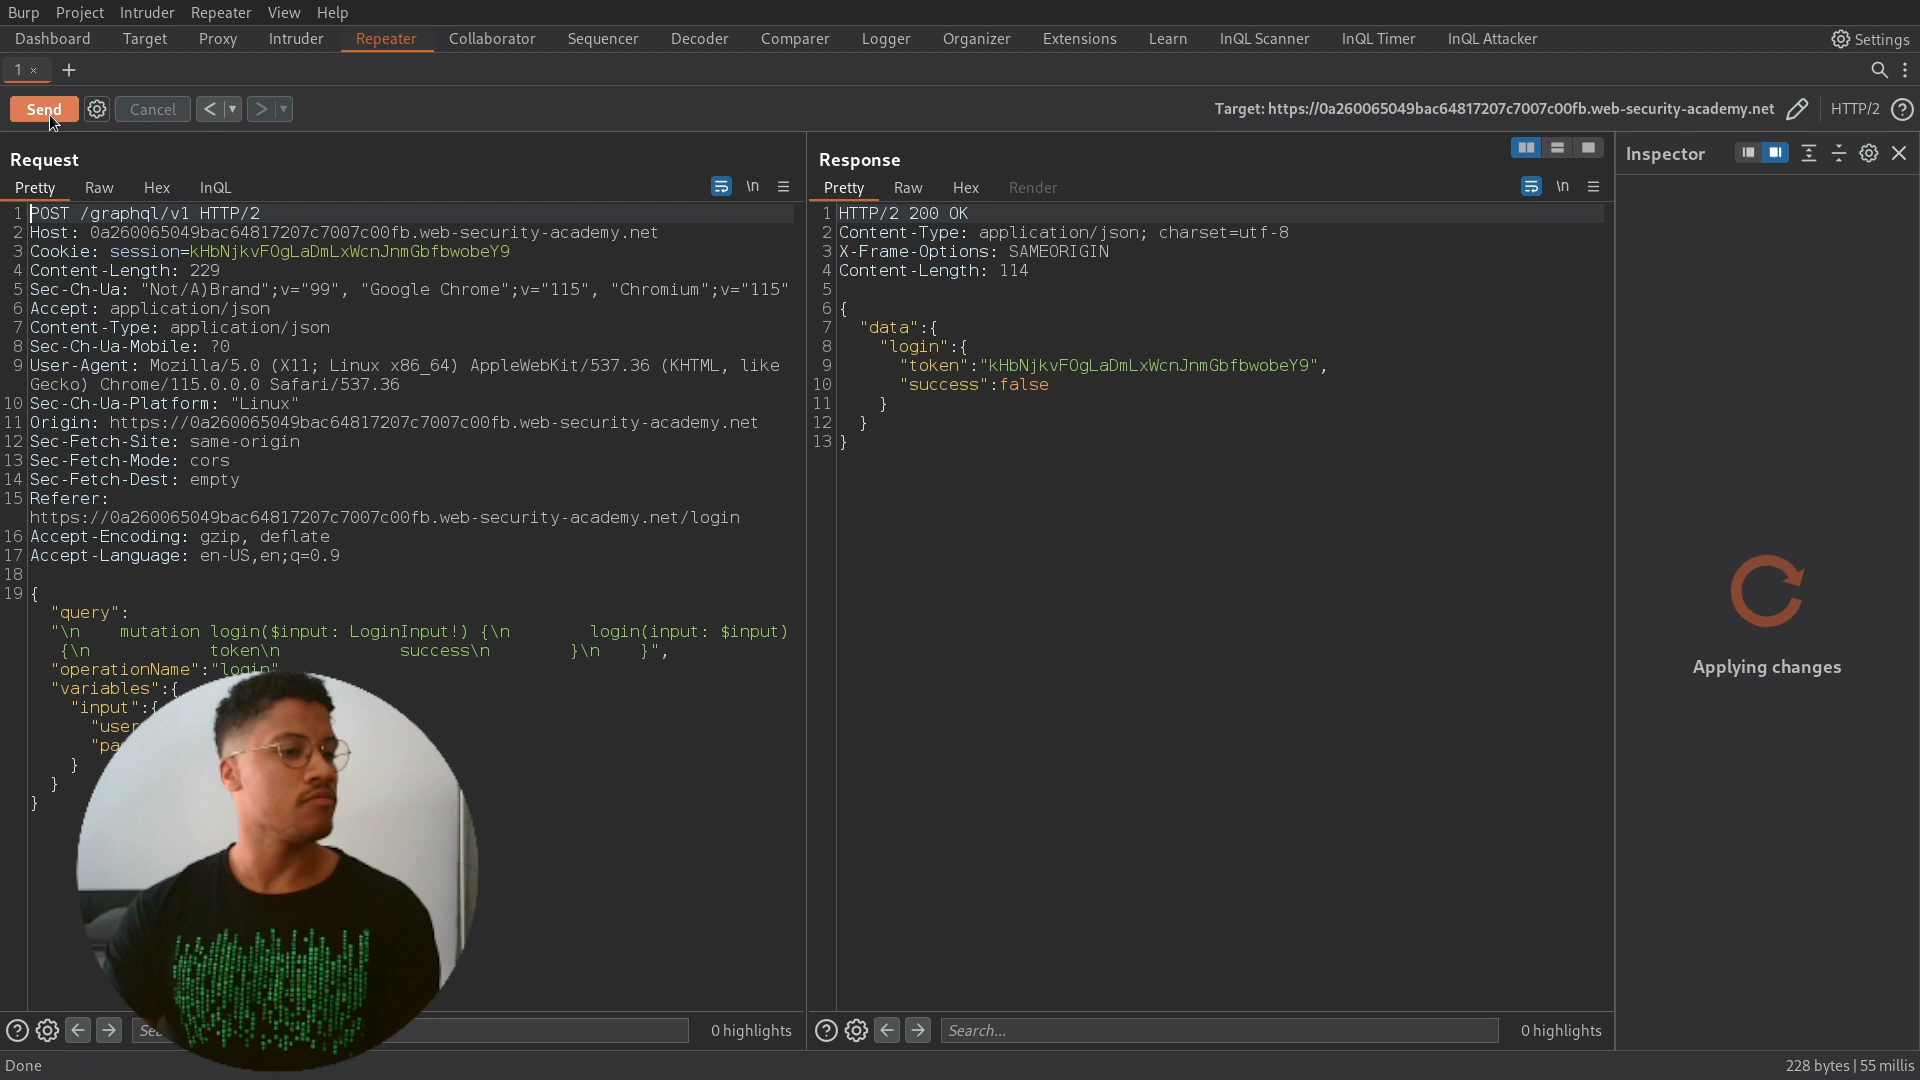 Burp Project Intruder Repeater View Help
Dashboard Target Proxy Intruder Repeater Collaborator Sequencer Decoder Comparer Logger Organizer Extensions Learn InQL Scanner InQL Timer InQL Attacker Settings
1 × +
Send Cancel < > Target: https://0a260065049bac64817207c7007c00fb.web-security-academy.net HTTP/2
Request
Pretty Raw Hex InQL \n
1 POST /graphql/v1 HTTP/2
2 Host: 0a260065049bac64817207c7007c00fb.web-security-academy.net
3 Cookie: session=kHbNjkvFOgLaDmLxWcnJnmGbfbwobeY9
4 Content-Length: 229
5 Sec-Ch-Ua: "Not/A)Brand";v="99", "Google Chrome";v="115", "Chromium";v="115"
6 Accept: application/json
7 Content-Type: application/json
8 Sec-Ch-Ua-Mobile: ?0
9 User-Agent: Mozilla/5.0 (X11; Linux x86_64) AppleWebKit/537.36 (KHTML, like
Gecko) Chrome/115.0.0.0 Safari/537.36
10 Sec-Ch-Ua-Platform: "Linux"
11 Origin: https://0a260065049bac64817207c7007c00fb.web-security-academy.net
12 Sec-Fetch-Site: same-origin
13 Sec-Fetch-Mode: cors
14 Sec-Fetch-Dest: empty
15 Referer:
https://0a260065049bac64817207c7007c00fb.web-security-academy.net/login
16 Accept-Encoding: gzip, deflate
17 Accept-Language: en-US,en;q=0.9
18
19 {
"query":
"\n    mutation login($input: LoginInput!) {\n        login(input: $input)
{\n            token\n            success\n        }\n    }",
"operationName":"login"
"variables":{
"input":{
"user
"pa
}
}
}
0 highlights
Response
Pretty Raw Hex Render \n
1 HTTP/2 200 OK
2 Content-Type: application/json; charset=utf-8
3 X-Frame-Options: SAMEORIGIN
4 Content-Length: 114
5
6 {
7 "data":{
8 "login":{
9 "token":"kHbNjkvFOgLaDmLxWcnJnmGbfbwobeY9",
10 "success":false
11 }
12 }
13 }
Search... 0 highlights
Inspector
Applying changes
Done 228 bytes | 55 millis